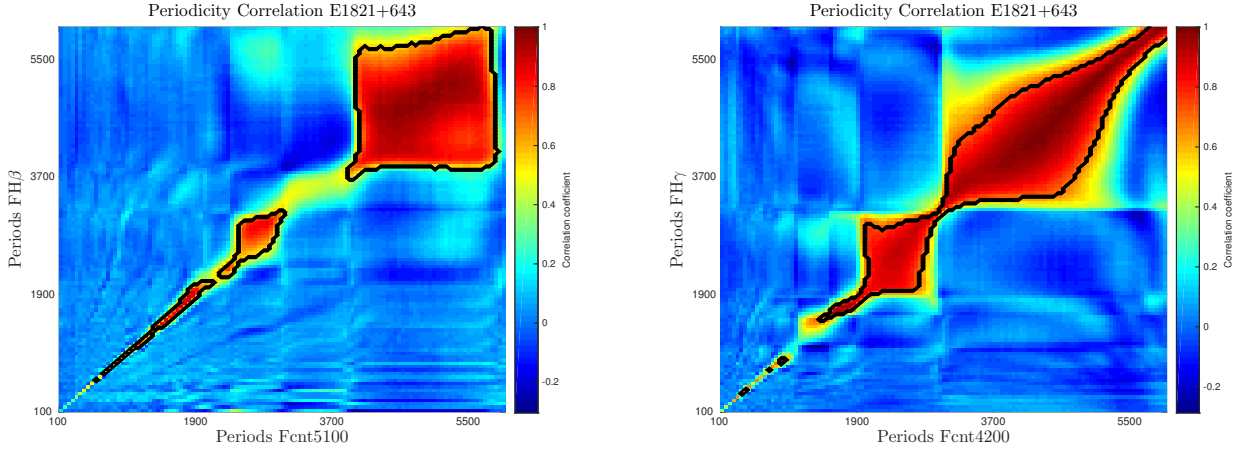 Periodicity Correlation E1821+643
Periods FHβ
5500
3700
1900
100
100 1900 3700 5500
Periods Fcnt5100
1
0.8
0.6
0.4
0.2
0
-0.2
Correlation coefficient
Periodicity Correlation E1821+643
Periods FHγ
5500
3700
1900
100
100 1900 3700 5500
Periods Fcnt4200
1
0.8
0.6
0.4
0.2
0
-0.2
Correlation coefficient